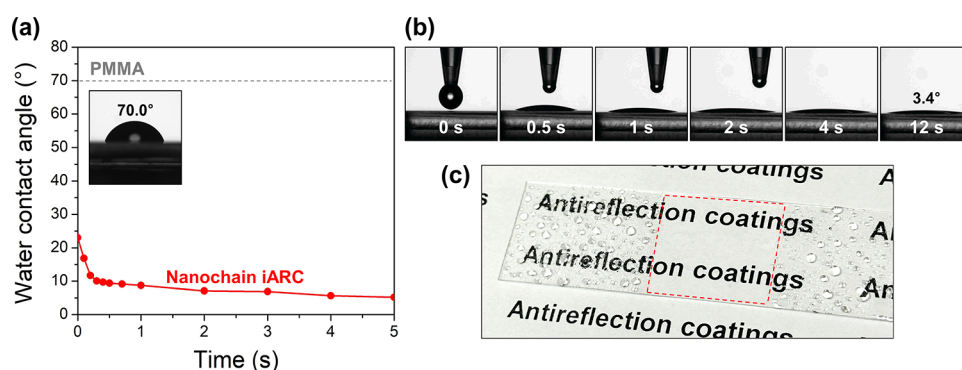 (a)
Water contact angle (°)
80
70
60
50
40
30
20
10
0
PMMA
70.0°
Nanochain iARC
0
1
2
3
4
5
Time (s)
(b)
0 s
0.5 s
1 s
2 s
4 s
3.4°
12 s
(c)
flection coatings
Antireflection coatings
Antireflection coatings
Antireflection coatings